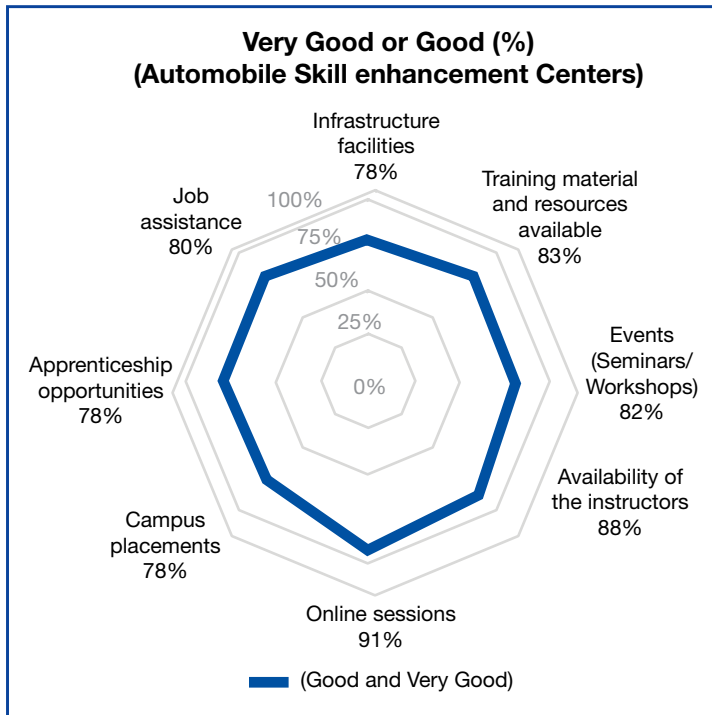 Very Good or Good (%)
(Automobile Skill enhancement Centers)
Infrastructure
facilities
78%
Training material
and resources
available
83%
Events
(Seminars/
Workshops)
82%
Availability of
the instructors
88%
Online sessions
91%
Campus
placements
78%
Apprenticeship
opportunities
78%
Job
assistance
80%
100%
75%
50%
25%
0%
(Good and Very Good)